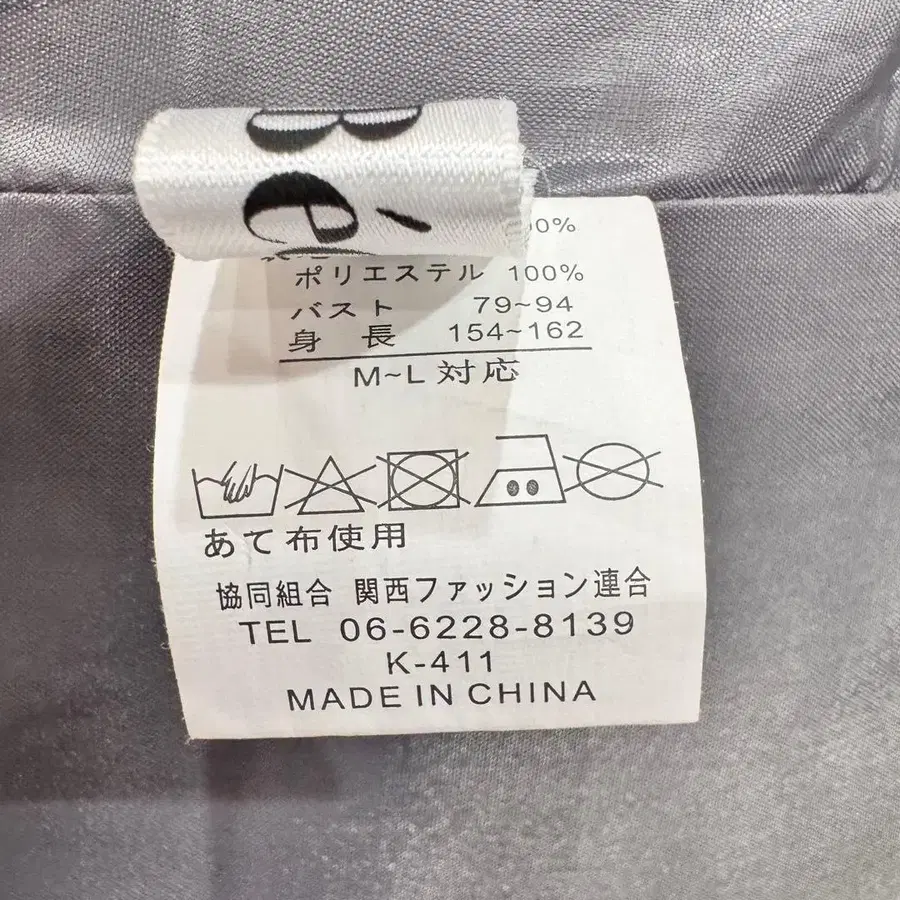 ポリエステル 100%
バスト 79~94
身 長 154~162
M~L 対応
あて布使用
協同組合 関西ファッション連合
TEL 06-6228-8139
K-411
MADE IN CHINA